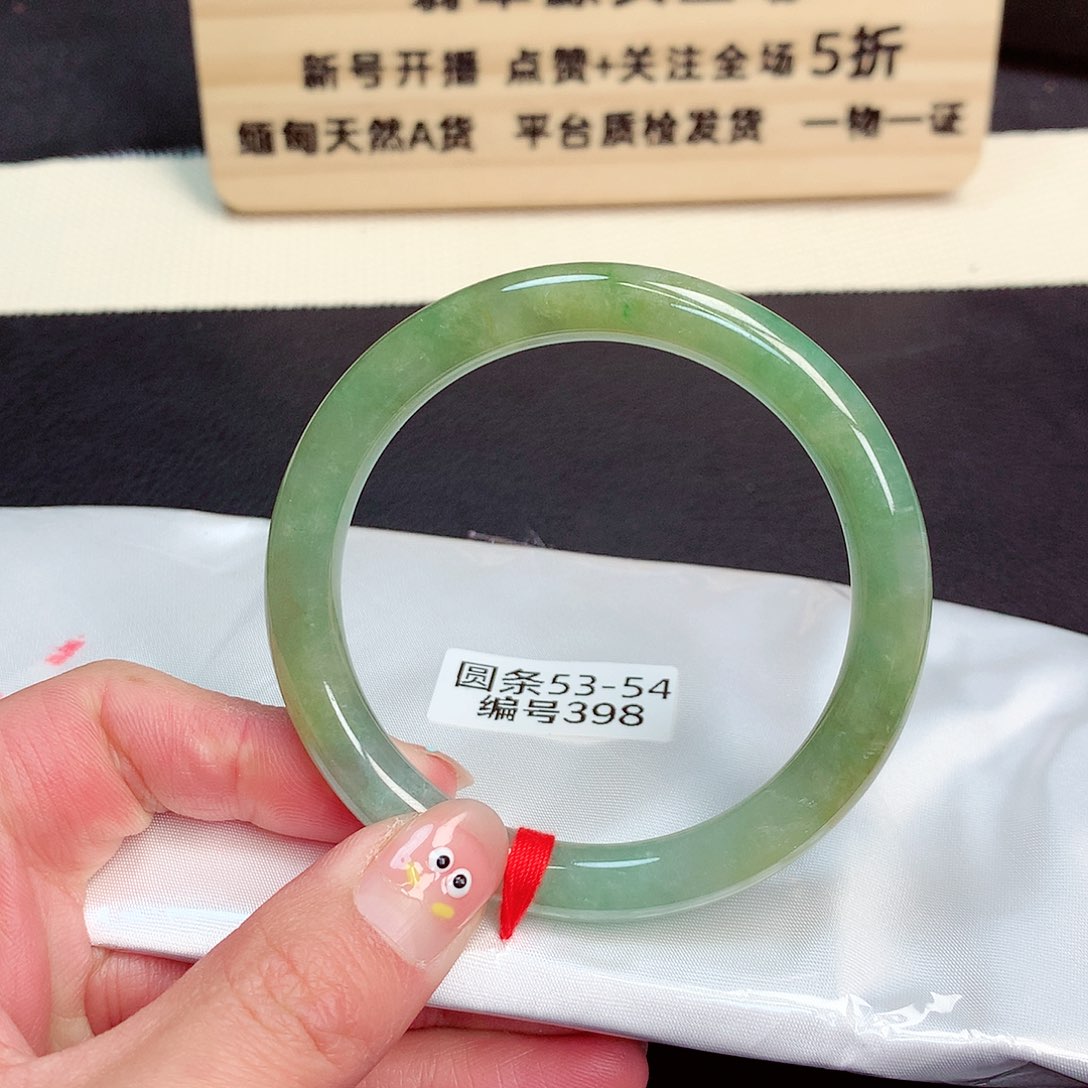 新号开播 点赞+关注全场5折
缅甸天然A货 平台质检发货 一物一证
圆条53-54
编号398